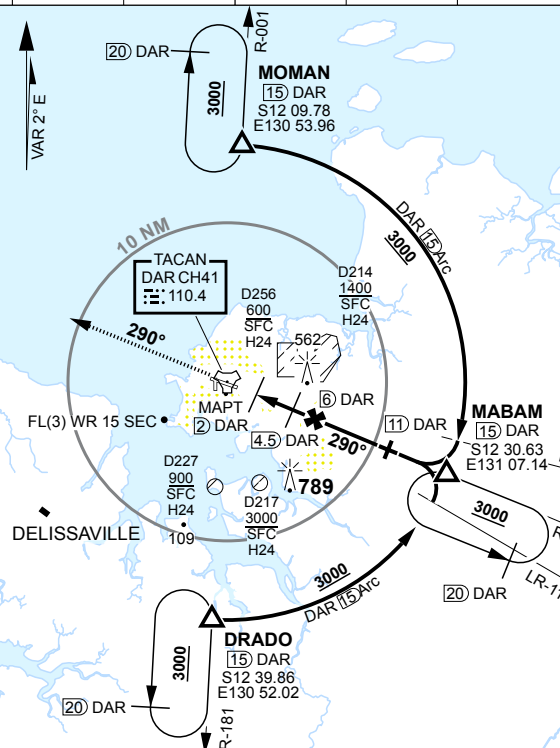 R-001
20 DAR
MOMAN
15 DAR
S12 09.78
E130 53.96
3000
VAR 2° E
DAR 15 Arc
3000
10 NM
TACAN
DAR CH41
110.4
D214
1400
SFC
H24
D256
600
SFC
H24
290°
562
MAPT
2 DAR
6 DAR
4.5 DAR
290°
11 DAR
FL(3) WR 15 SEC
MABAM
15 DAR
S12 30.63
E131 07.14
D227
900
SFC
H24
109
D217
3000
SFC
H24
789
3000
DELISSAVILLE
20 DAR
3000
DAR 15 Arc
DRADO
15 DAR
S12 39.86
E130 52.02
3000
20 DAR
R-181